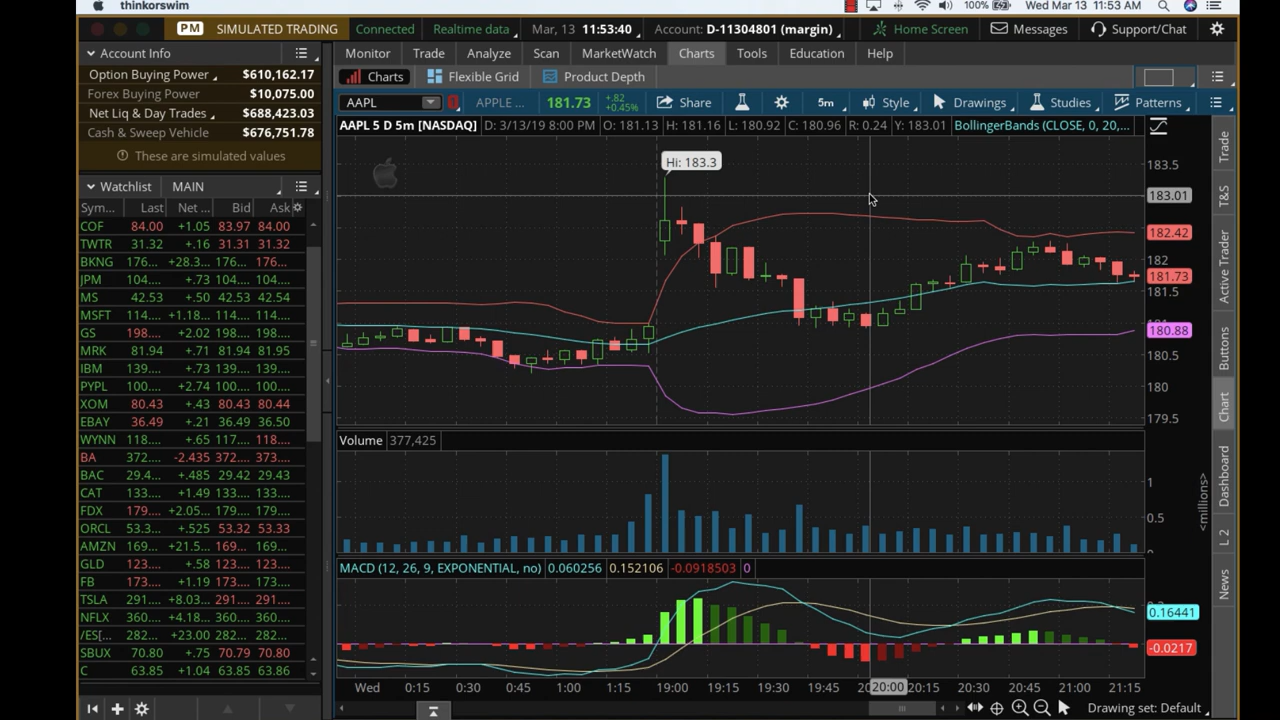 thinkorswim
100%
Wed Mar 13 11:53 AM
PM SIMULATED TRADING Connected Realtime data Mar, 13 11:53:40 Account: D-11304801 (margin) Home Screen Messages Support/Chat
Account Info
Option Buying Power $610,162.17
Forex Buying Power $10,075.00
Net Liq & Day Trades $688,423.03
Cash & Sweep Vehicle $676,751.78
These are simulated values
Monitor Trade Analyze Scan MarketWatch Charts Tools Education Help
Charts Flexible Grid Product Depth
AAPL APPLE ... 181.73 +.82 +0.45% Share 5m Style Drawings Studies Patterns
AAPL 5 D 5m [NASDAQ] D: 3/13/19 8:00 PM O: 181.13 H: 181.16 L: 180.92 C: 180.96 R: 0.24 Y: 183.01 BollingerBands (CLOSE, 0, 20,...
Watchlist MAIN
Sym... Last Net ... Bid Ask
COF 84.00 +1.05 83.97 84.00
TWTR 31.32 +.16 31.31 31.32
BKNG 176... +28.3... 176... 176...
JPM 104.... +.73 104.... 104....
MS 42.53 +.50 42.53 42.54
MSFT 114.... +1.18... 114.... 114....
GS 198.... +2.02 198.... 198....
MRK 81.94 +.71 81.94 81.95
IBM 139.... +.73 139.... 139....
PYPL 100.... +2.74 100.... 100....
XOM 80.43 +.43 80.43 80.44
EBAY 36.49 +.21 36.49 36.50
WYNN 118.... +.65 117.... 118....
BA 372.... -2.435 372.... 373....
BAC 29.4... +.485 29.42 29.43
CAT 133.... +1.49 133.... 133....
FDX 179.... +2.05... 179.... 179....
ORCL 53.3... +.525 53.32 53.33
AMZN 169... +21.5... 169... 169...
GLD 123.... +.58 123.... 123....
FB 173.... +1.19 173.... 173....
TSLA 291.... +8.03... 291.... 291....
NFLX 360.... +4.18... 360.... 360....
/ES[... 282... +23.00 282... 282...
SBUX 70.80 +.75 70.79 70.80
C 63.85 +1.04 63.85 63.86
Hi: 183.3
183.5
183.01
182.42
182
181.73
181.5
180.88
180.5
180
179.5
Volume 377,425
1
0.5
<millions>
MACD (12, 26, 9, EXPONENTIAL, no) 0.060256 0.152106 -0.0918503 0
0.16441
-0.0217
Wed 0:15 0:30 0:45 1:00 1:15 19:00 19:15 19:30 19:45 20:00 20:15 20:30 20:45 21:00 21:15
Drawing set: Default
Trade
T&S
Active Trader
Buttons
Chart
Dashboard
L 2
News